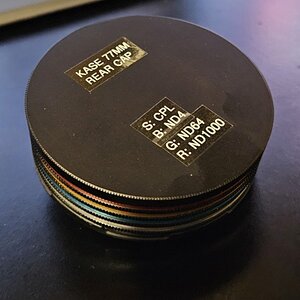 KASE 77MM
REAR CAP
S: CPL
B: ND4
G: ND64
R: ND1000